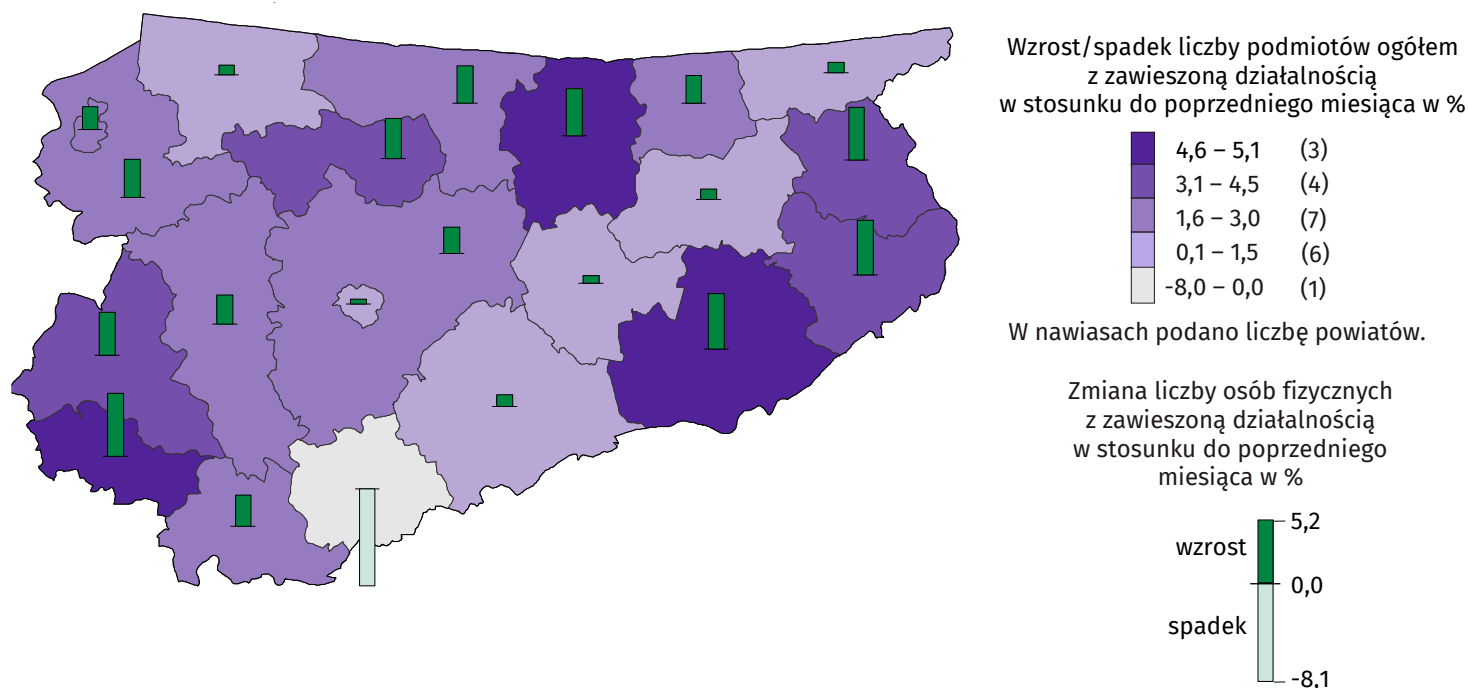 Wzrost/spadek liczby podmiotów ogółem
z zawieszoną działalnością
w stosunku do poprzedniego miesiąca w %
4,6 – 5,1 (3)
3,1 – 4,5 (4)
1,6 – 3,0 (7)
0,1 – 1,5 (6)
-8,0 – 0,0 (1)
W nawiasach podano liczbę powiatów.
Zmiana liczby osób fizycznych
z zawieszoną działalnością
w stosunku do poprzedniego
miesiąca w %
5,2
wzrost
0,0
spadek
-8,1